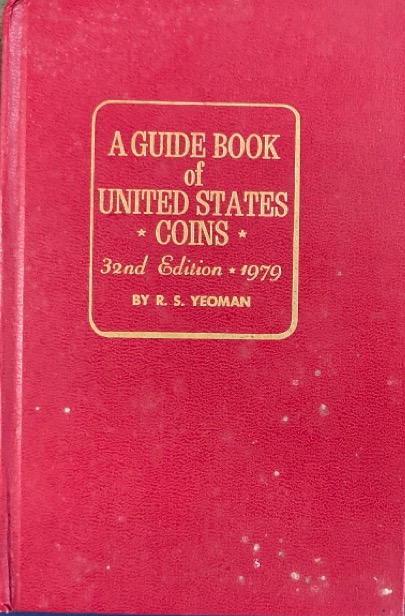 A GUIDE BOOK
of
UNITED STATES
★ COINS ★
32nd Edition ★ 1979
BY R. S. YEOMAN